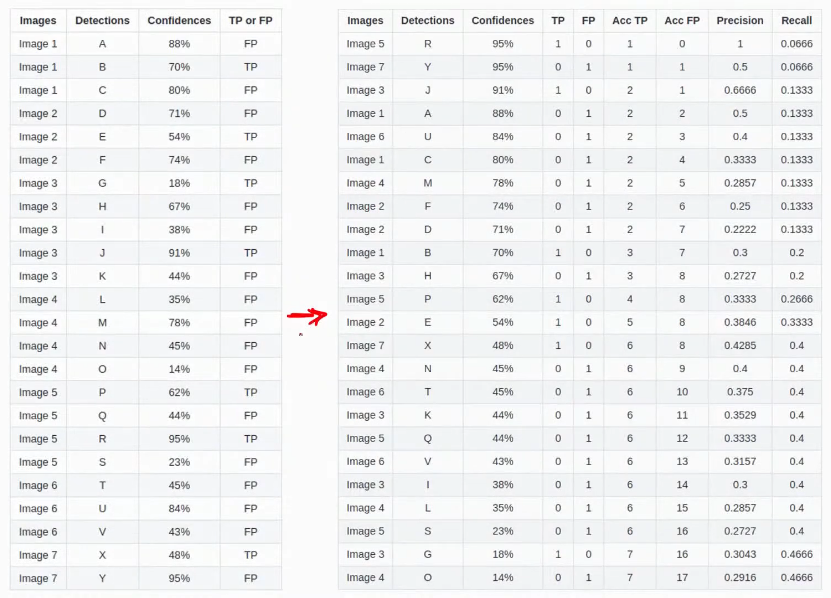 Images Detections Confidences TP or FP
Image 1 A 88% FP
Image 1 B 70% TP
Image 1 C 80% FP
Image 2 D 71% FP
Image 2 E 54% TP
Image 2 F 74% FP
Image 3 G 18% TP
Image 3 H 67% FP
Image 3 I 38% FP
Image 3 J 91% TP
Image 3 K 44% FP
Image 4 L 35% FP
Image 4 M 78% FP
Image 4 N 45% FP
Image 4 O 14% FP
Image 5 P 62% TP
Image 5 Q 44% FP
Image 5 R 95% TP
Image 5 S 23% FP
Image 6 T 45% FP
Image 6 U 84% FP
Image 6 V 43% FP
Image 7 X 48% TP
Image 7 Y 95% FP
Images Detections Confidences TP FP Acc TP Acc FP Precision Recall
Image 5 R 95% 1 0 1 0 1 0.0666
Image 7 Y 95% 0 1 1 1 0.5 0.0666
Image 3 J 91% 1 0 2 1 0.6666 0.1333
Image 1 A 88% 0 1 2 2 0.5 0.1333
Image 6 U 84% 0 1 2 3 0.4 0.1333
Image 1 C 80% 0 1 2 4 0.3333 0.1333
Image 4 M 78% 0 1 2 5 0.2857 0.1333
Image 2 F 74% 0 1 2 6 0.25 0.1333
Image 2 D 71% 0 1 2 7 0.2222 0.1333
Image 1 B 70% 1 0 3 7 0.3 0.2
Image 3 H 67% 0 1 3 8 0.2727 0.2
Image 5 P 62% 1 0 4 8 0.3333 0.2666
Image 2 E 54% 1 0 5 8 0.3846 0.3333
Image 7 X 48% 1 0 6 8 0.4285 0.4
Image 4 N 45% 0 1 6 9 0.4 0.4
Image 6 T 45% 0 1 6 10 0.375 0.4
Image 3 K 44% 0 1 6 11 0.3529 0.4
Image 5 Q 44% 0 1 6 12 0.3333 0.4
Image 6 V 43% 0 1 6 13 0.3157 0.4
Image 3 I 38% 0 1 6 14 0.3 0.4
Image 4 L 35% 0 1 6 15 0.2857 0.4
Image 5 S 23% 0 1 6 16 0.2727 0.4
Image 3 G 18% 1 0 7 16 0.3043 0.4666
Image 4 O 14% 0 1 7 17 0.2916 0.4666